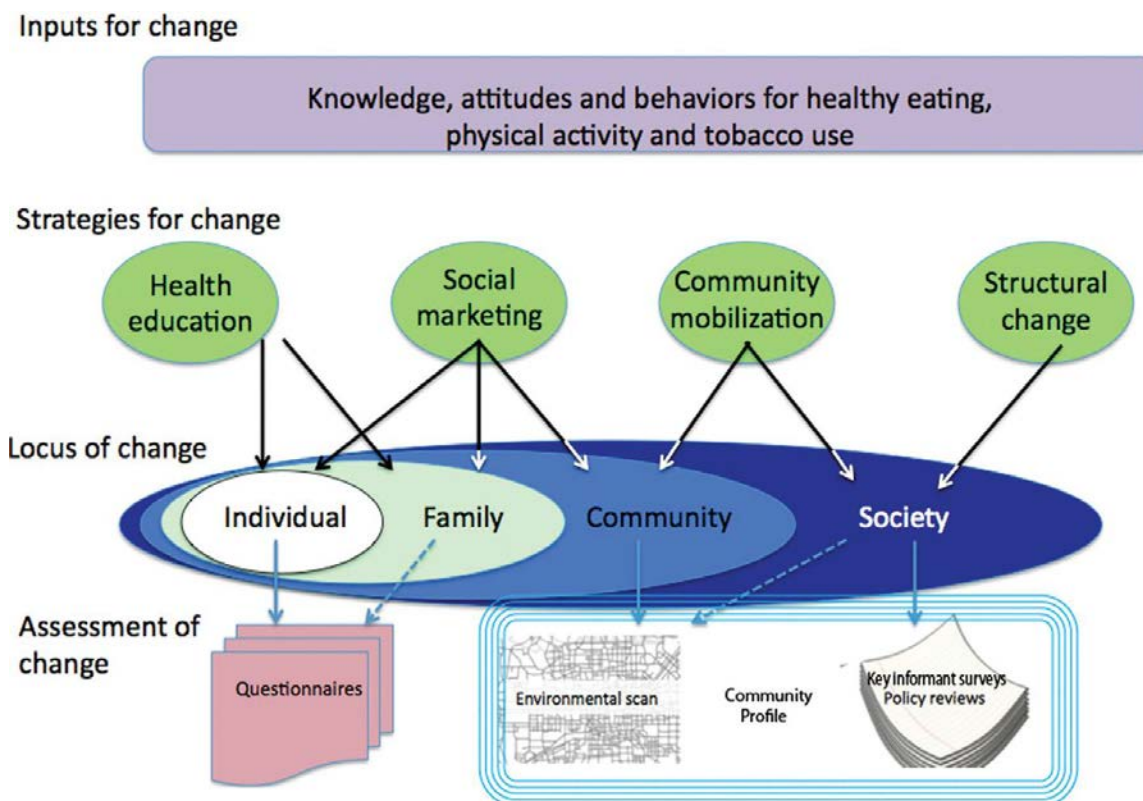 Inputs for change
Knowledge, attitudes and behaviors for healthy eating,
physical activity and tobacco use
Strategies for change
Health
education
Social
marketing
Community
mobilization
Structural
change
Locus of change
Individual
Family
Community
Society
Assessment of
change
Questionnaires
Environmental scan
Community
Profile
Key informant surveys
Policy reviews